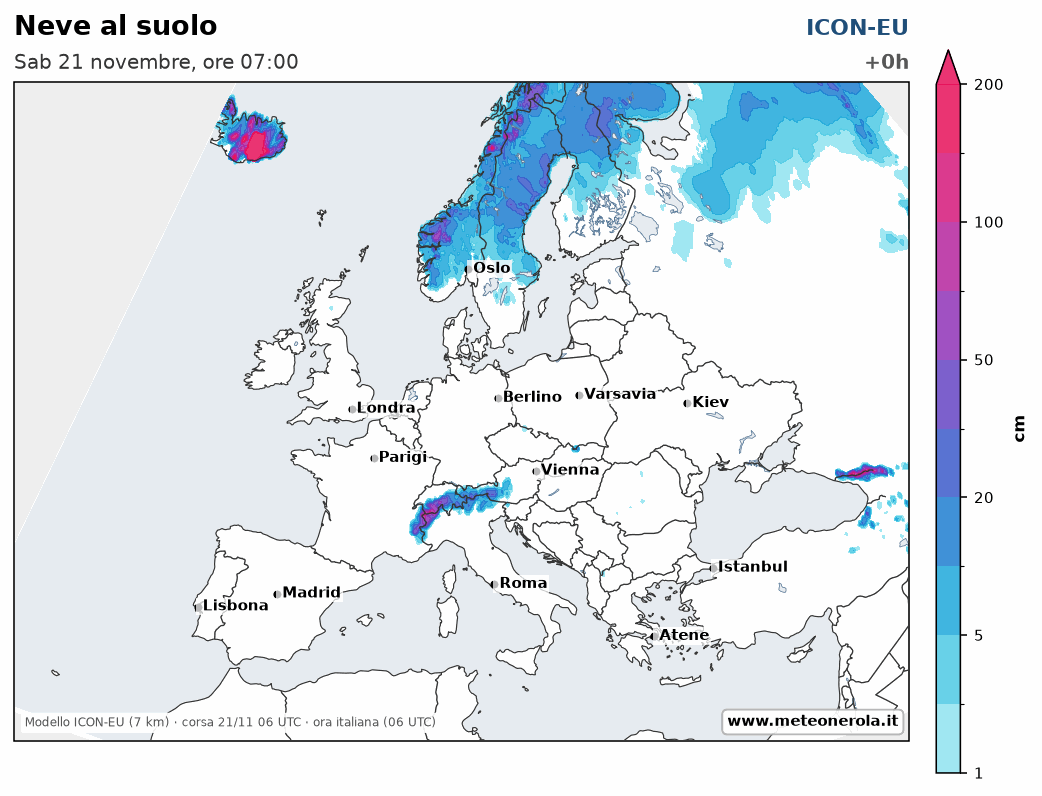 Neve al suolo
ICON-EU
Sab 21 novembre, ore 07:00
+0h
200
100
50
20
5
1
cm
Oslo
Londra
Berlino
Varsavia
Kiev
Parigi
Vienna
Istanbul
Roma
Madrid
Lisbona
Atene
Modello ICON-EU (7 km) · corsa 21/11 06 UTC · ora italiana (06 UTC)
www.meteonerola.it